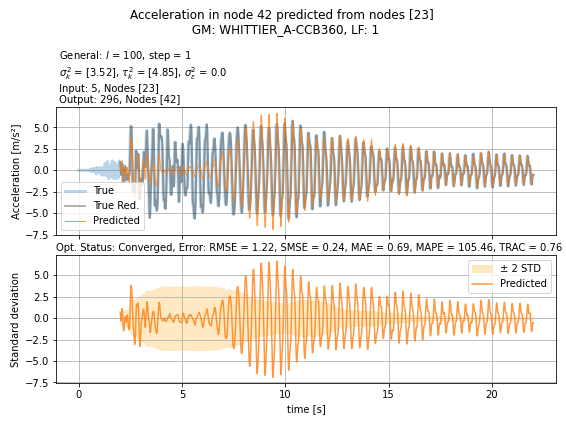 Acceleration in node 42 predicted from nodes [23]
GM: WHITTIER_A-CCB360, LF: 1
General: l = 100, step = 1
σ²ₖ = [3.52], τ²ₖ = [4.85], σ²ε = 0.0
Input: 5, Nodes [23]
Output: 296, Nodes [42]
Acceleration [m/s²]
5.0
2.5
0.0
−2.5
−5.0
−7.5
True
True Red.
Predicted
Opt. Status: Converged, Error: RMSE = 1.22, SMSE = 0.24, MAE = 0.69, MAPE = 105.46, TRAC = 0.76
Standard deviation
5.0
2.5
0.0
−2.5
−5.0
−7.5
± 2 STD
Predicted
0 5 10 15 20
time [s]